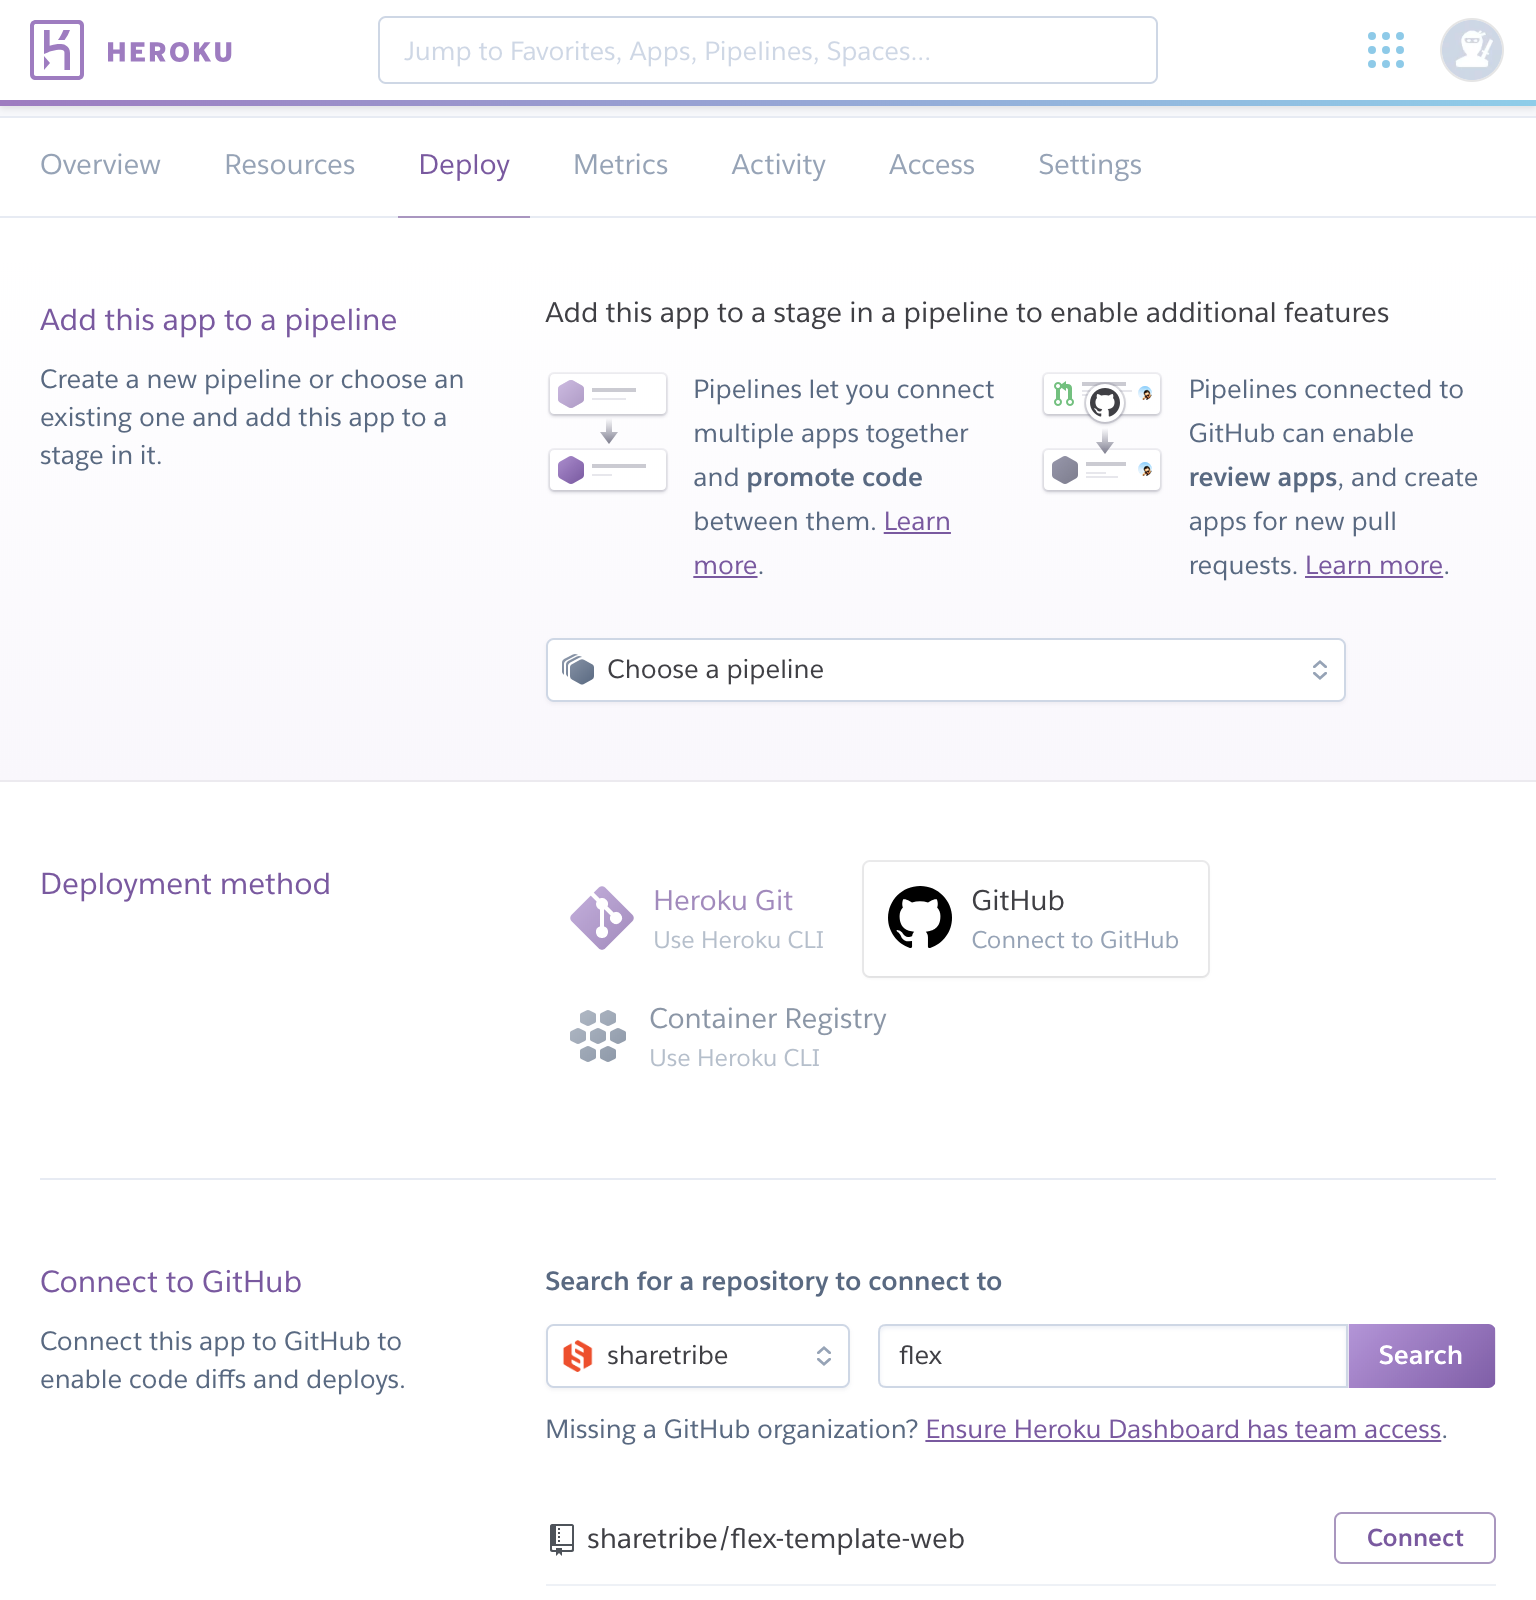 HEROKU
Jump to Favorites, Apps, Pipelines, Spaces...
Overview Resources Deploy Metrics Activity Access Settings
Add this app to a pipeline
Create a new pipeline or choose an
existing one and add this app to a
stage in it.
Add this app to a stage in a pipeline to enable additional features
Pipelines let you connect
multiple apps together
and promote code
between them. Learn
more.
Pipelines connected to
GitHub can enable
review apps, and create
apps for new pull
requests. Learn more.
Choose a pipeline
Deployment method
Heroku Git
Use Heroku CLI
GitHub
Connect to GitHub
Container Registry
Use Heroku CLI
Connect to GitHub
Connect this app to GitHub to
enable code diffs and deploys.
Search for a repository to connect to
sharetribe
flex
Search
Missing a GitHub organization? Ensure Heroku Dashboard has team access.
sharetribe/flex-template-web
Connect